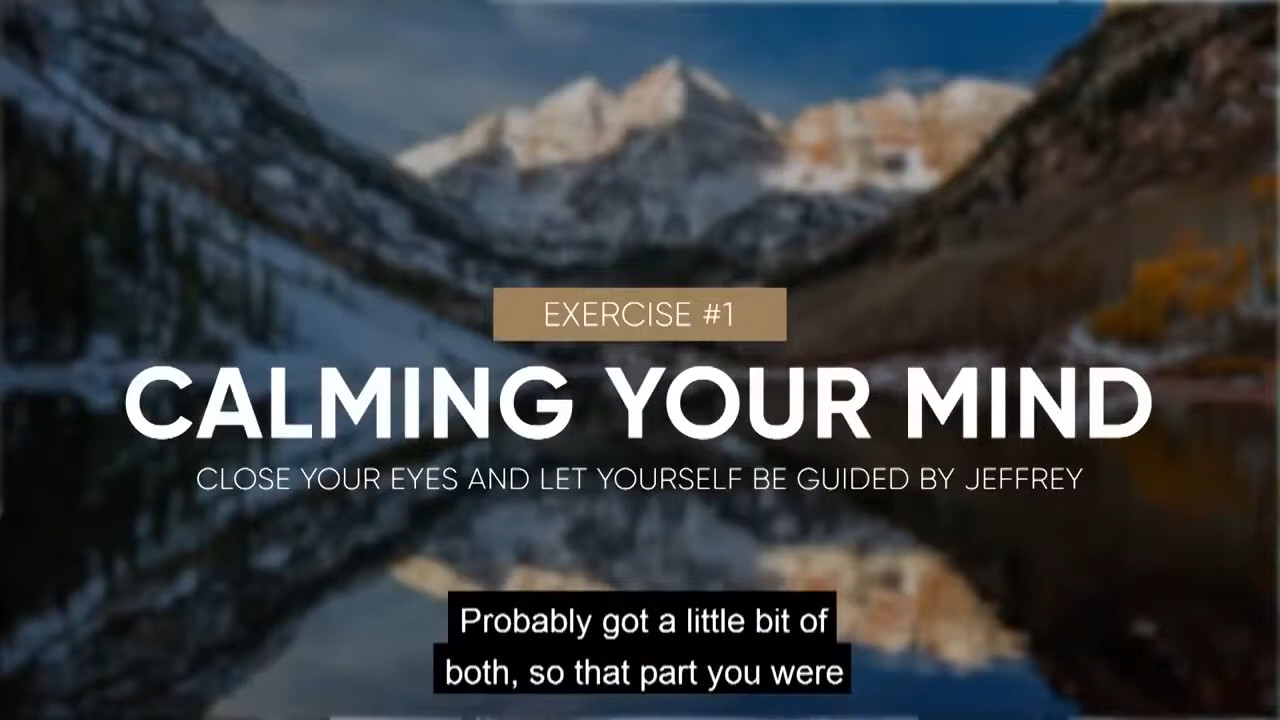 EXERCISE #1
CALMING YOUR MIND
CLOSE YOUR EYES AND LET YOURSELF BE GUIDED BY JEFFREY
Probably got a little bit of
both, so that part you were